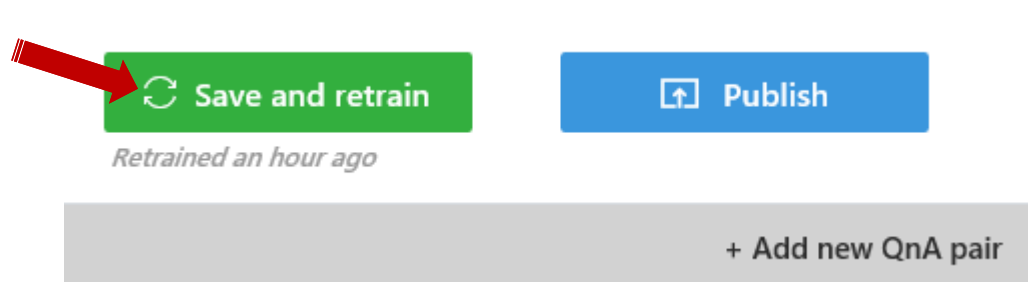 Save and retrain
Publish
Retrained an hour ago
+ Add new QnA pair